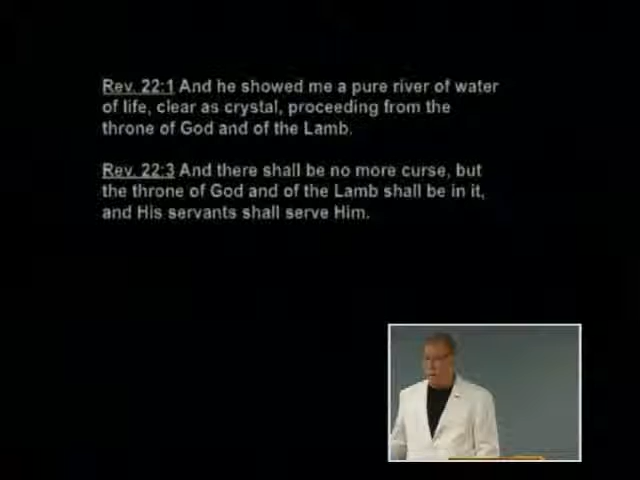 Rev. 22:1 And he showed me a pure river of water
of life, clear as crystal, proceeding from the
throne of God and of the Lamb.
Rev. 22:3 And there shall be no more curse, but
the throne of God and of the Lamb shall be in it,
and His servants shall serve Him.